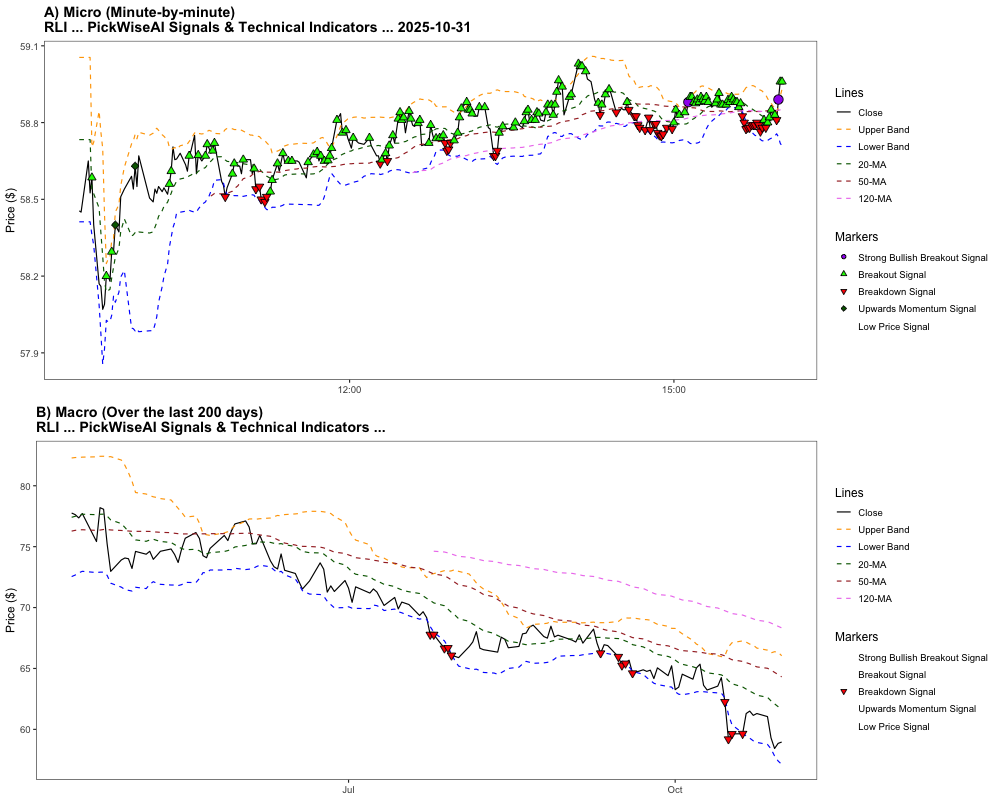 A) Micro (Minute-by-minute)
RLI ... PickWiseAI Signals & Technical Indicators ... 2025-10-31
59.1
58.8
58.5
58.2
57.9
Price ($)
12:00
15:00
Lines
Close
Upper Band
Lower Band
20-MA
50-MA
120-MA
Markers
Strong Bullish Breakout Signal
Breakout Signal
Breakdown Signal
Upwards Momentum Signal
Low Price Signal
B) Macro (Over the last 200 days)
RLI ... PickWiseAI Signals & Technical Indicators ...
80
75
70
65
60
Price ($)
Jul
Oct
Lines
Close
Upper Band
Lower Band
20-MA
50-MA
120-MA
Markers
Strong Bullish Breakout Signal
Breakout Signal
Breakdown Signal
Upwards Momentum Signal
Low Price Signal